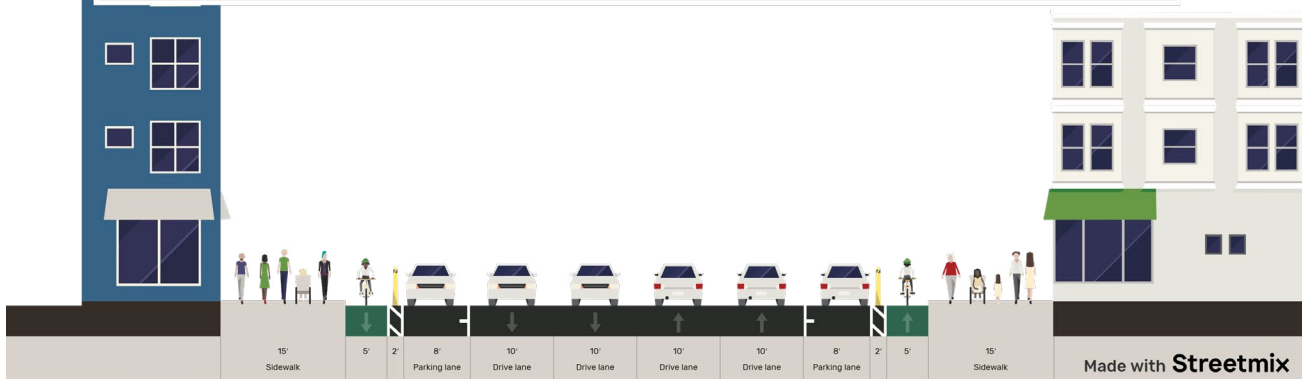 15' 5' 2' 8' 10' 10' 10' 10' 8' 2' 5' 15'
Sidewalk Parking lane Drive lane Drive lane Drive lane Drive lane Parking lane Sidewalk
Made with Streetmix